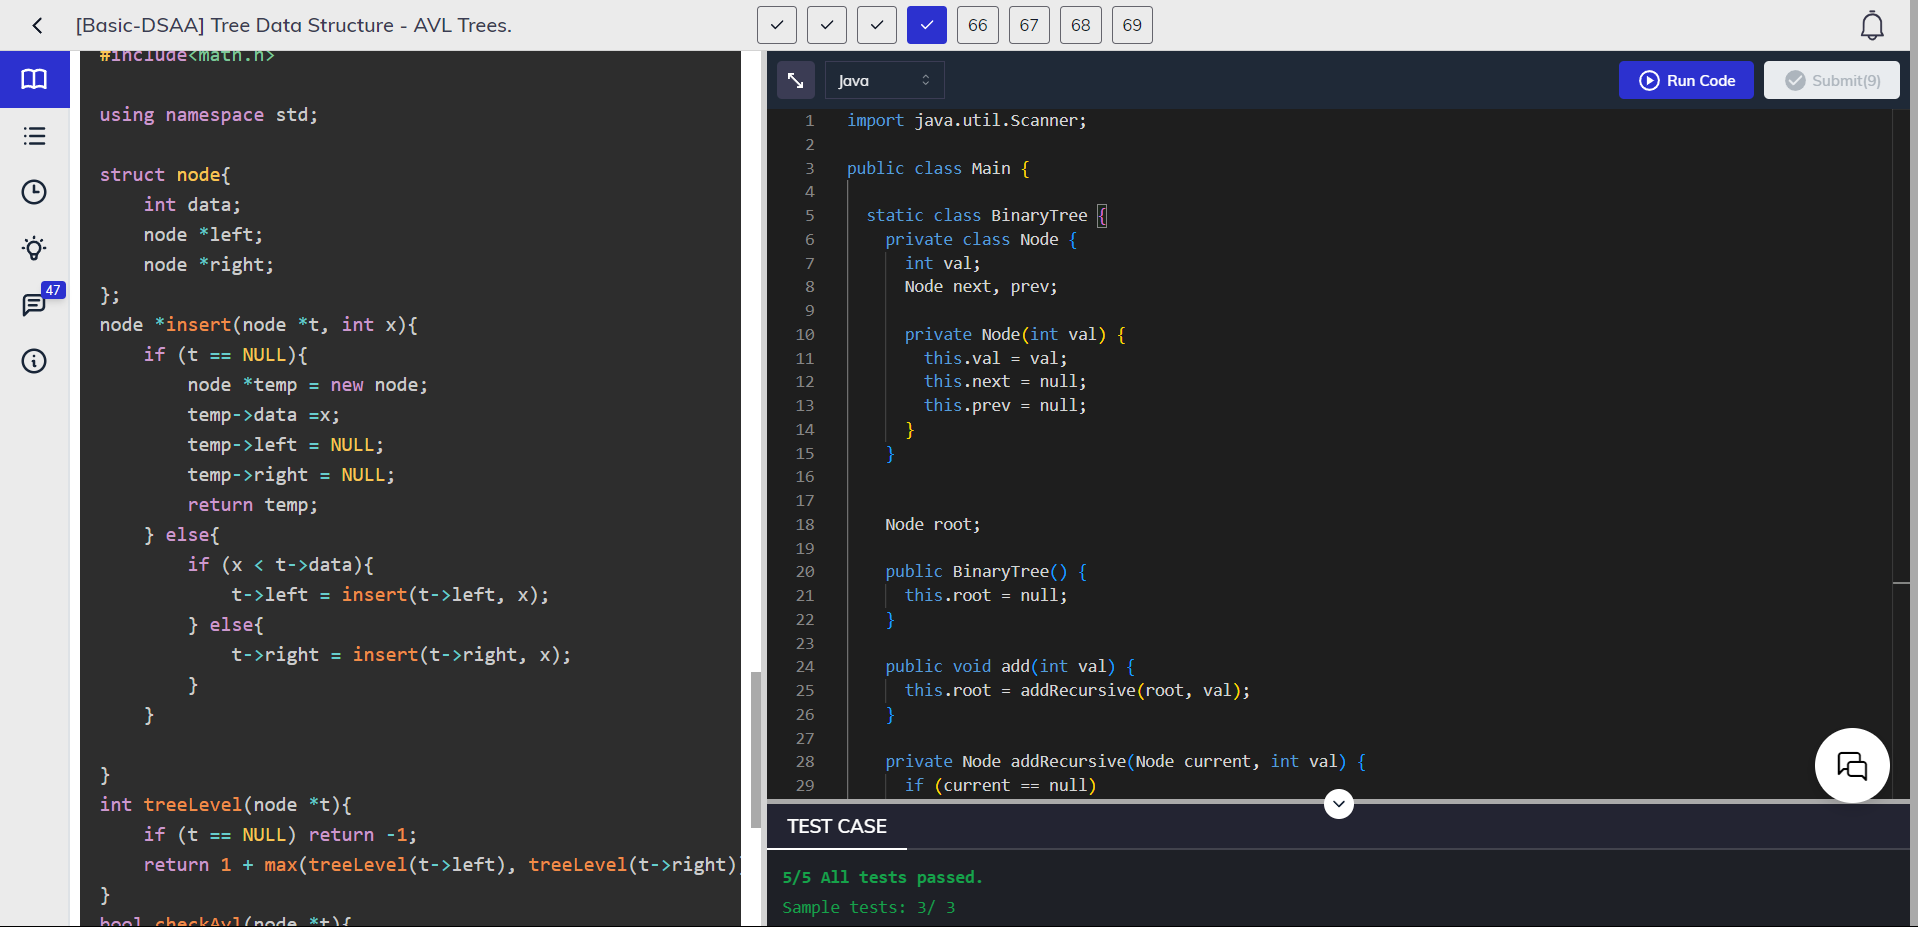 [Basic-DSAA] Tree Data Structure - AVL Trees.
66 67 68 69
47
#include<math.h>
using namespace std;
struct node{
int data;
node *left;
node *right;
};
node *insert(node *t, int x){
if (t == NULL){
node *temp = new node;
temp->data =x;
temp->left = NULL;
temp->right = NULL;
return temp;
} else{
if (x < t->data){
t->left = insert(t->left, x);
} else{
t->right = insert(t->right, x);
}
}
}
int treeLevel(node *t){
if (t == NULL) return -1;
return 1 + max(treeLevel(t->left), treeLevel(t->right))
}
bool checkAvl(node *t){
Java
Run Code
Submit(9)
1 import java.util.Scanner;
2
3 public class Main {
4
5 static class BinaryTree {
6 private class Node {
7 int val;
8 Node next, prev;
9
10 private Node(int val) {
11 this.val = val;
12 this.next = null;
13 this.prev = null;
14 }
15 }
16
17
18 Node root;
19
20 public BinaryTree() {
21 this.root = null;
22 }
23
24 public void add(int val) {
25 this.root = addRecursive(root, val);
26 }
27
28 private Node addRecursive(Node current, int val) {
29 if (current == null)
TEST CASE
5/5 All tests passed.
Sample tests: 3/ 3